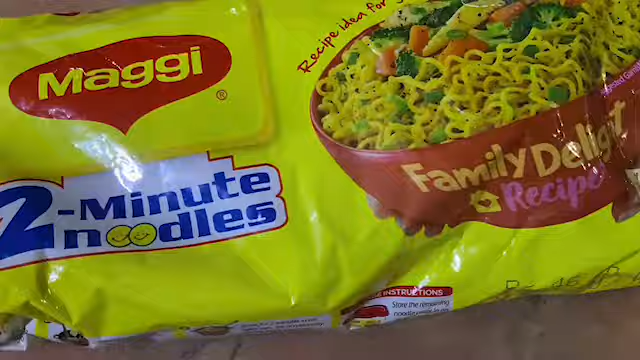 Recipe idea for
Maggi
®
2-Minute
noodles
Family Delight
Recipe
INSTRUCTIONS
Store the remaining